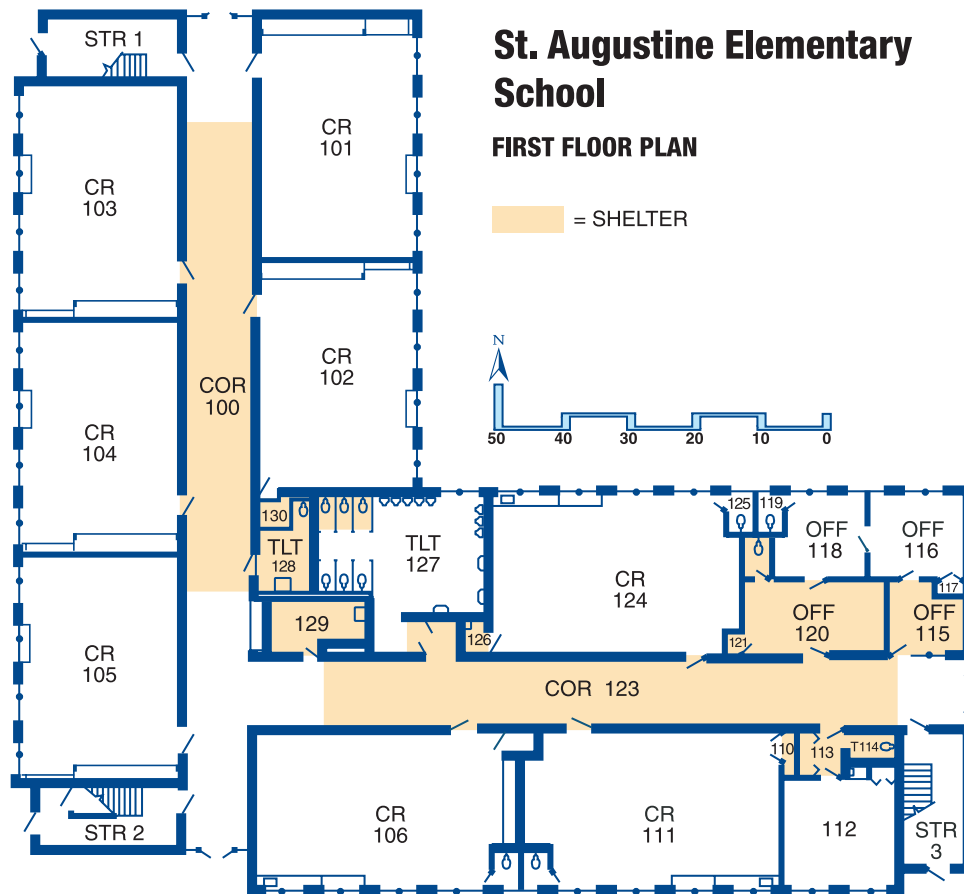 St. Augustine Elementary
School
FIRST FLOOR PLAN
= SHELTER
N
50 40 30 20 10 0
STR 1
CR
101
CR
103
CR
102
COR
100
CR
104
CR
105
130
TLT
128
TLT
127
129
126
CR
124
125
119
OFF
118
OFF
116
117
OFF
120
OFF
115
121
COR 123
110
113
T114
CR
106
CR
111
112
STR 2
STR
3